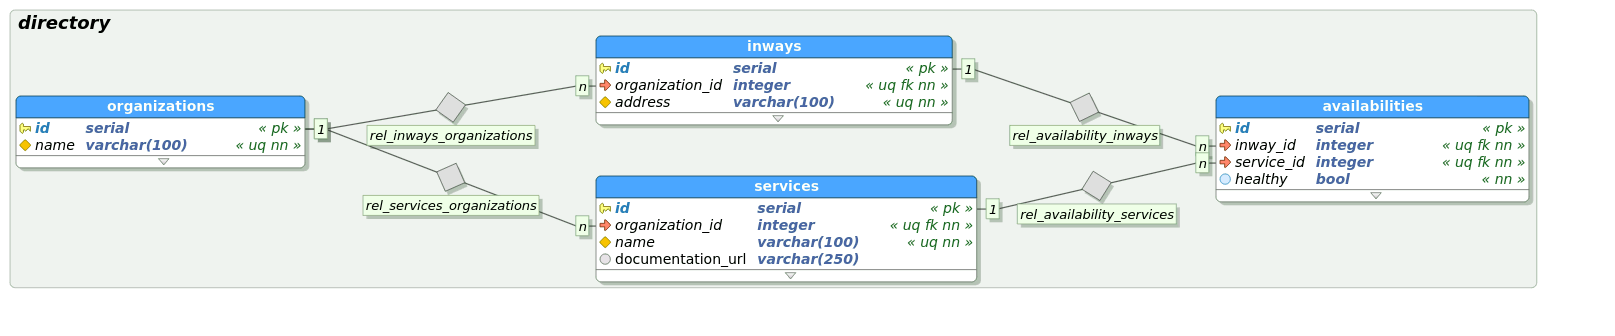 directory
organizations
id serial « pk »
name varchar(100) « uq nn »
1
rel_inways_organizations
n
rel_services_organizations
n
inways
id serial « pk »
organization_id integer « uq fk nn »
address varchar(100) « uq nn »
1
services
id serial « pk »
organization_id integer « uq fk nn »
name varchar(100) « uq nn »
documentation_url varchar(250)
1
rel_availability_inways
n
rel_availability_services
n
availabilities
id serial « pk »
inway_id integer « uq fk nn »
service_id integer « uq fk nn »
healthy bool « nn »